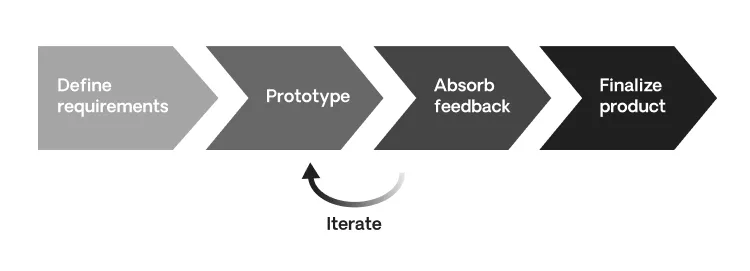 Define
requirements
Prototype
Absorb
feedback
Finalize
product
Iterate